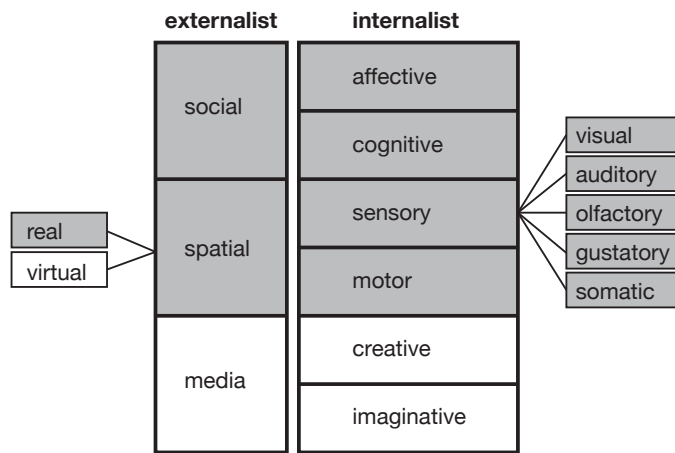 externalist
internalist
social
spatial
media
affective
cognitive
sensory
motor
creative
imaginative
real
virtual
visual
auditory
olfactory
gustatory
somatic